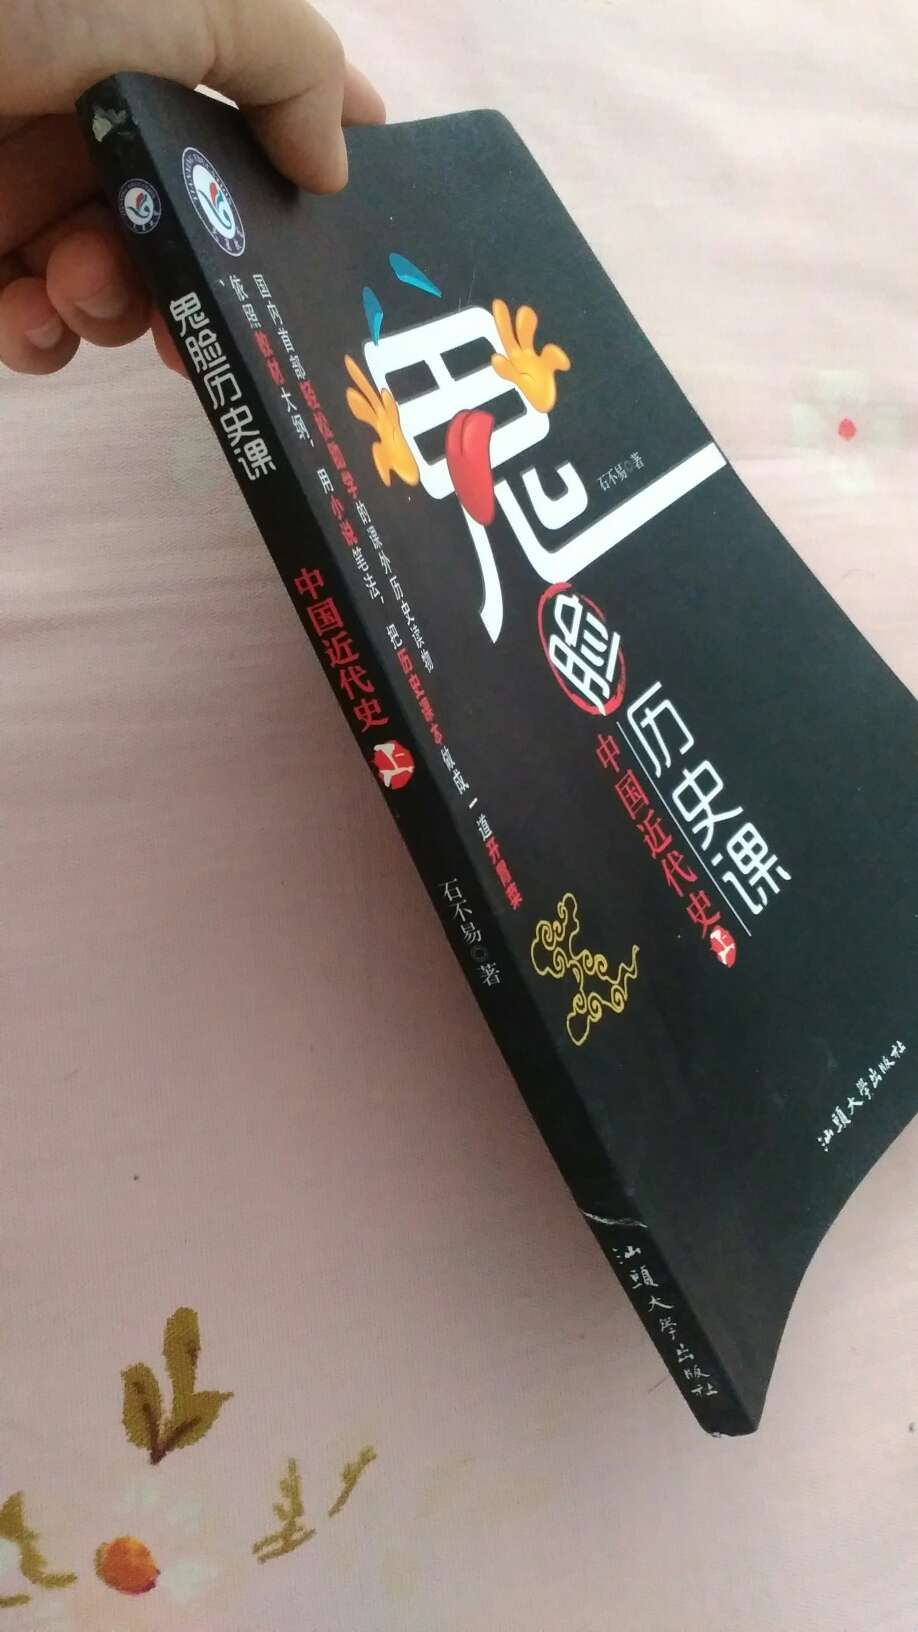 鬼脸历史课
中国近代史
上
石不易◎著
汕頭大學出版社
国内首部轻松国学的课外历史读物
依照教材大纲,用小说笔法,把历史课本做成一道开胃菜
鬼
脸
历史课
石不易◎著
中国近代史
上
汕頭大學出版社